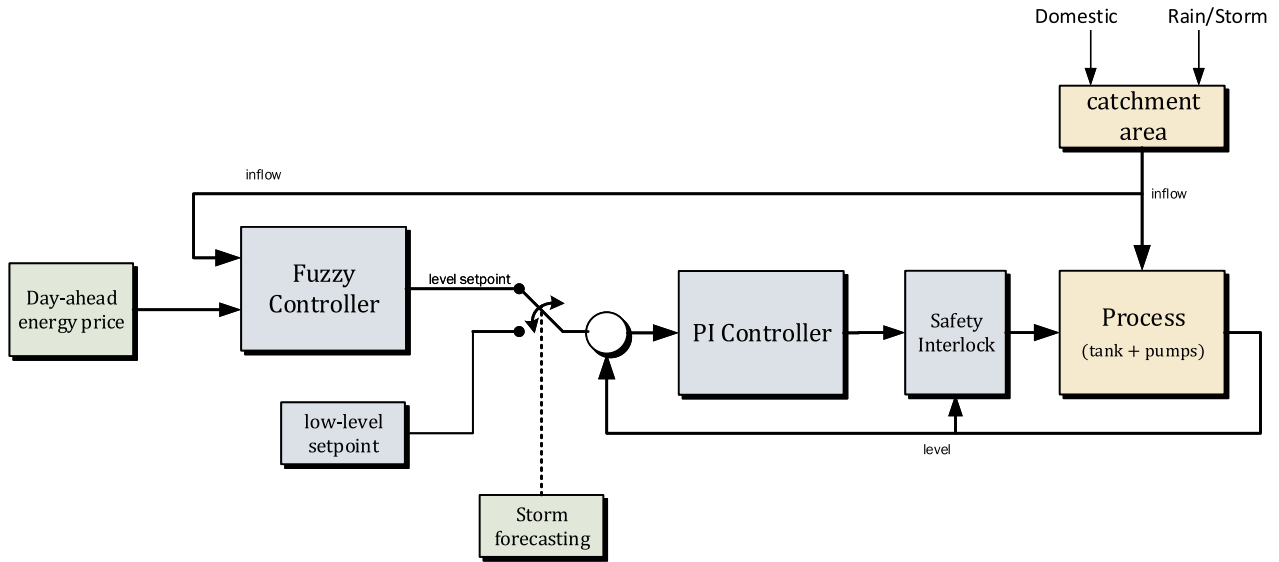 Domestic
Rain/Storm
catchment
area
inflow
inflow
Fuzzy
Controller
Day-ahead
energy price
level setpoint
PI Controller
Safety
Interlock
Process
(tank + pumps)
low-level
setpoint
level
Storm
forecasting